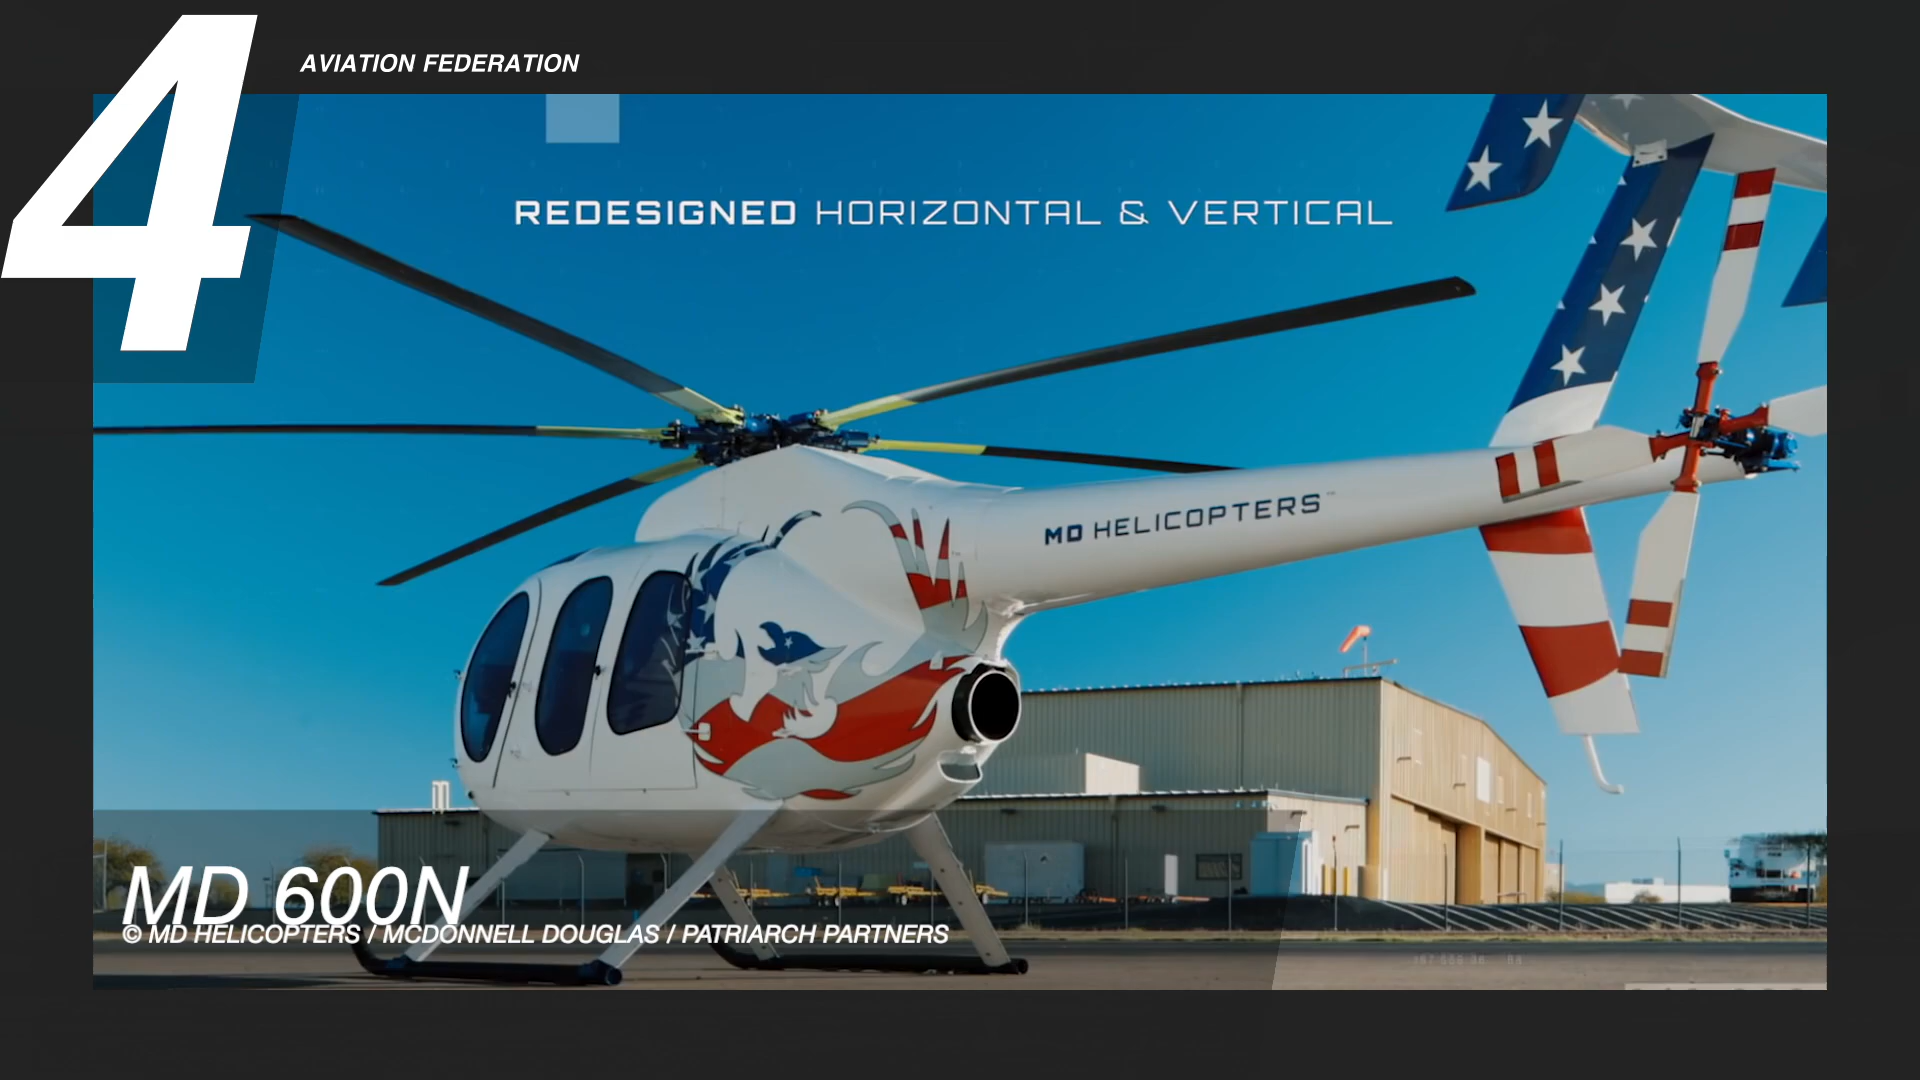 4
AVIATION FEDERATION
REDESIGNED HORIZONTAL & VERTICAL
MD HELICOPTERS
MD 600N
© MD HELICOPTERS / MCDONNELL DOUGLAS / PATRIARCH PARTNERS